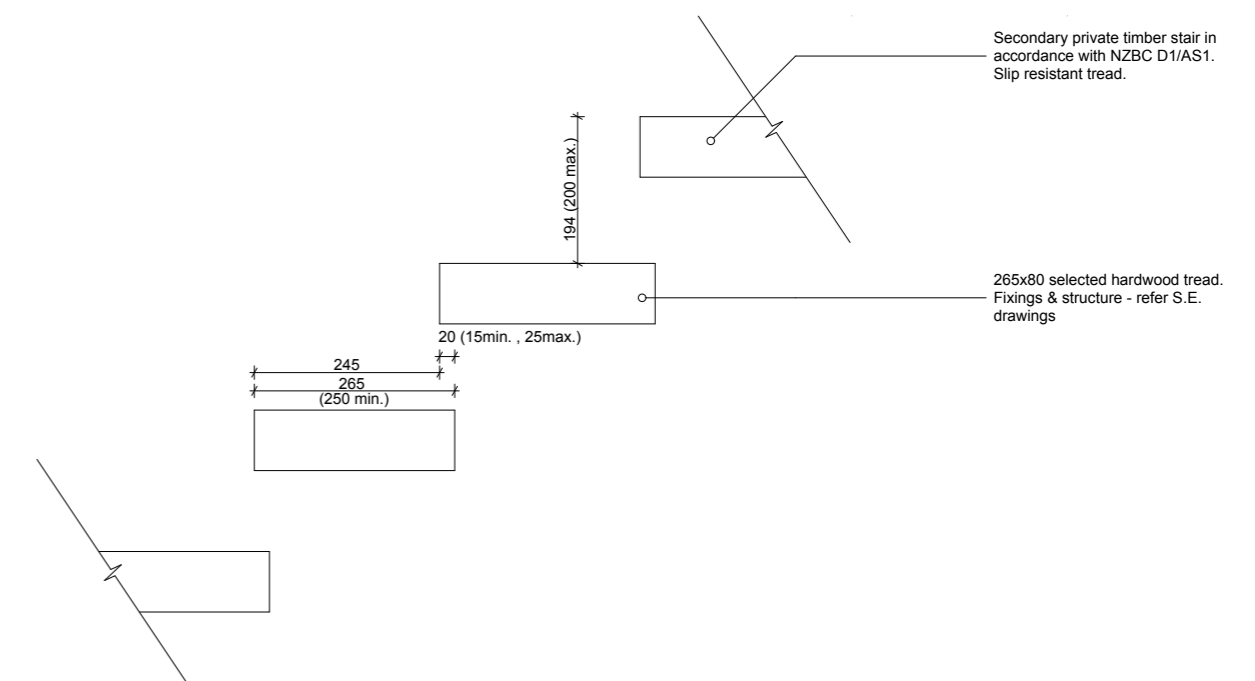 Secondary private timber stair in
accordance with NZBC D1/AS1.
Slip resistant tread.
194 (200 max.)
265x80 selected hardwood tread.
Fixings & structure - refer S.E.
drawings
20 (15min. , 25max.)
245
265
(250 min.)